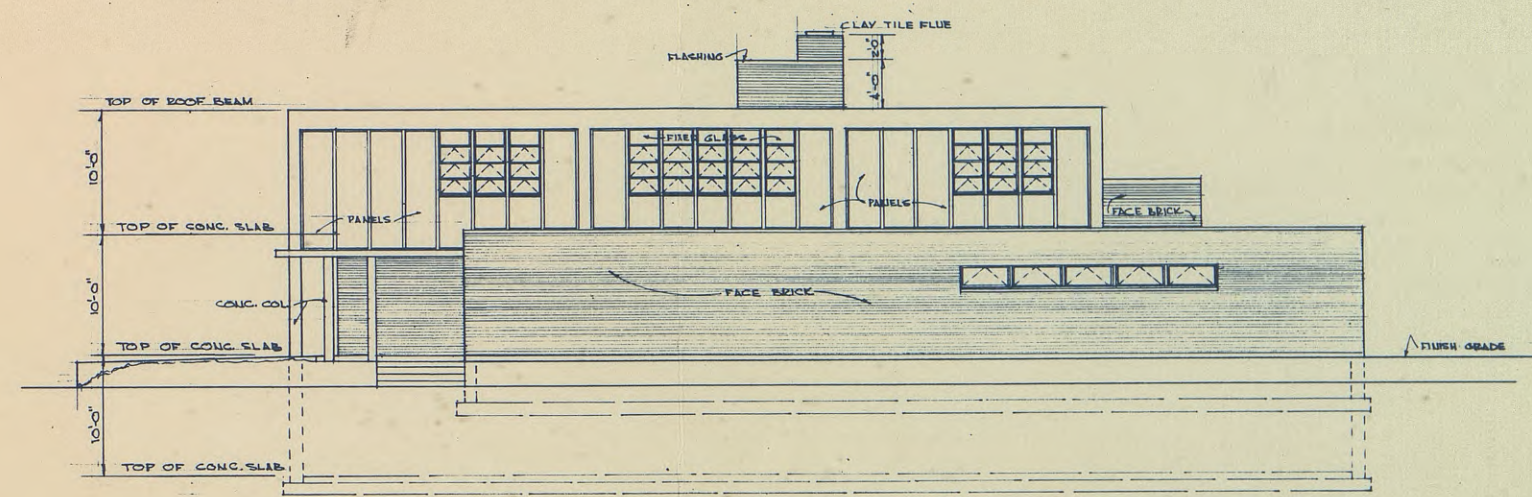 CLAY TILE FLUE
FLASHING
2'-0"
4'-0"
TOP OF ROOF BEAM
FIXED GLASS
10'-0"
PANELS
PANELS
FACE BRICK
TOP OF CONC. SLAB
10'-0"
FACE BRICK
CONC. COL
TOP OF CONC. SLAB
FINISH GRADE
10'-0"
TOP OF CONC. SLAB